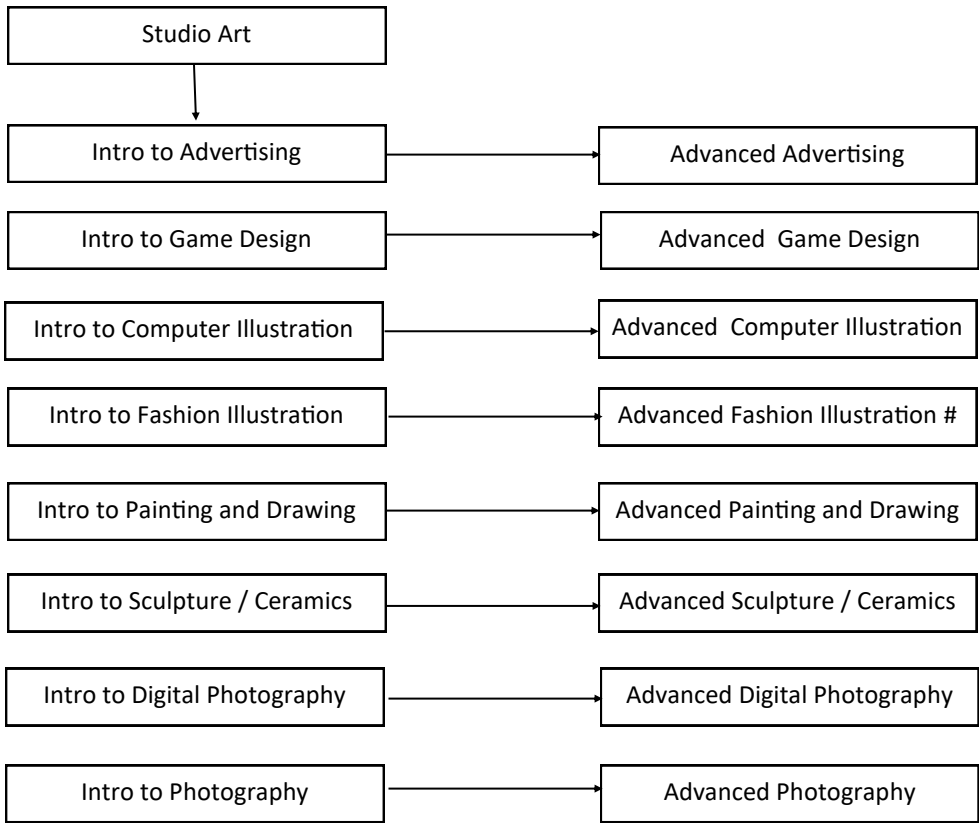 Studio Art
Intro to Advertising
Advanced Advertising
Intro to Game Design
Advanced  Game Design
Intro to Computer Illustration
Advanced  Computer Illustration
Intro to Fashion Illustration
Advanced Fashion Illustration #
Intro to Painting and Drawing
Advanced Painting and Drawing
Intro to Sculpture / Ceramics
Advanced Sculpture / Ceramics
Intro to Digital Photography
Advanced Digital Photography
Intro to Photography
Advanced Photography